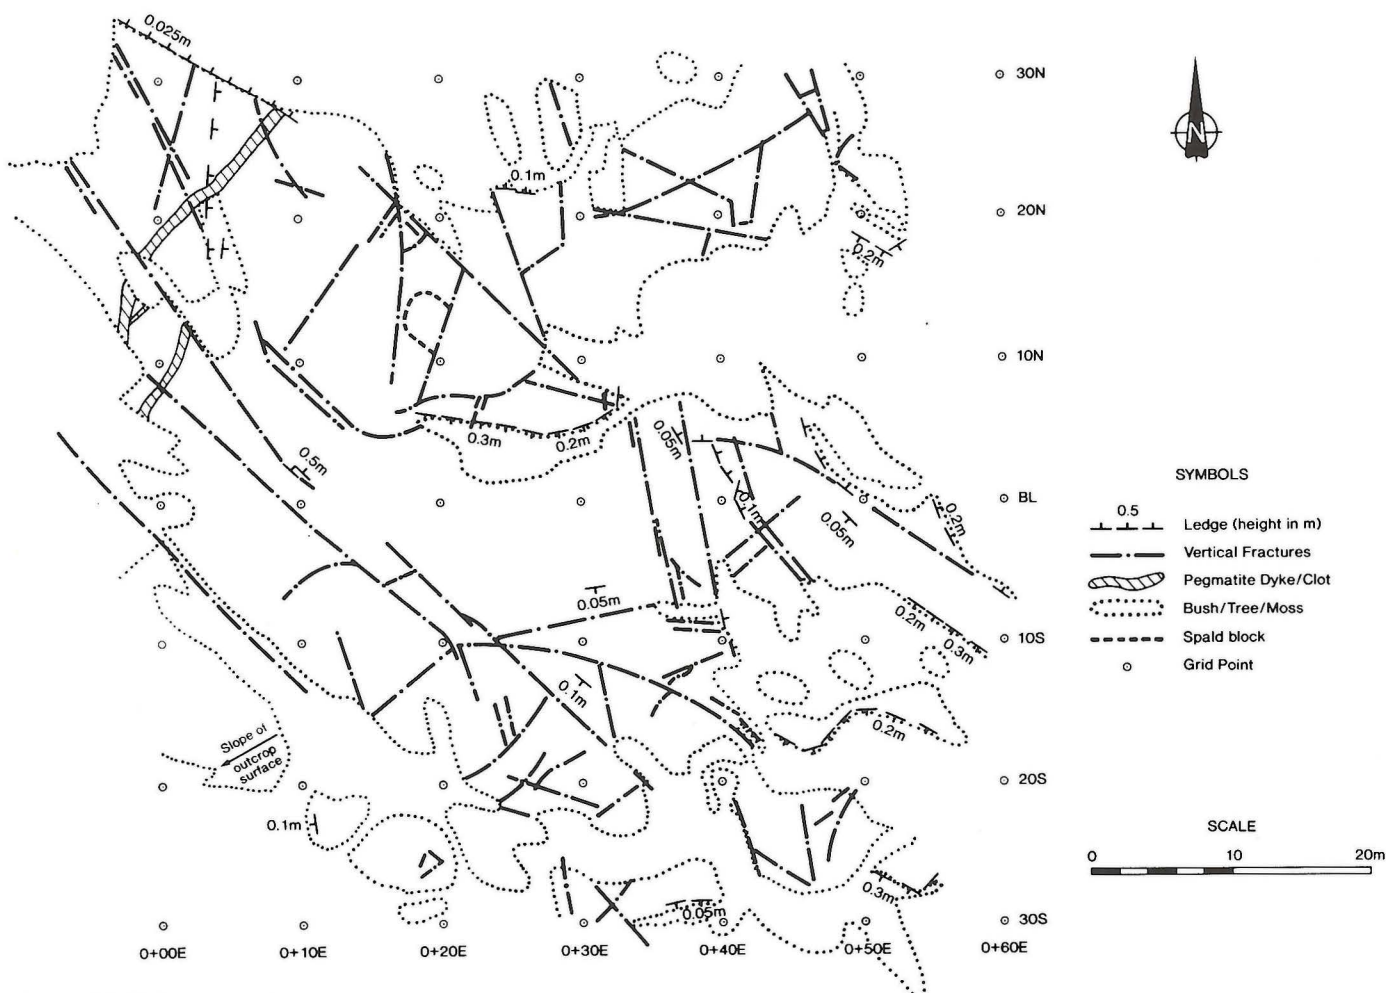 0.025m
30N
N
0.1m
20N
0.2m
10N
0.3m
0.2m
0.05m
0.5m
0.1m
0.05m
0.2m
BL
SYMBOLS
0.5
Ledge (height in m)
Vertical Fractures
Pegmatite Dyke/Clot
Bush/Tree/Moss
Spald block
Grid Point
0.05m
0.2m
0.3m
10S
0.1m
0.2m
Slope of
outcrop
surface
20S
0.1m
SCALE
0 10 20m
0.3m
0.05m
30S
0+00E 0+10E 0+20E 0+30E 0+40E 0+50E 0+60E